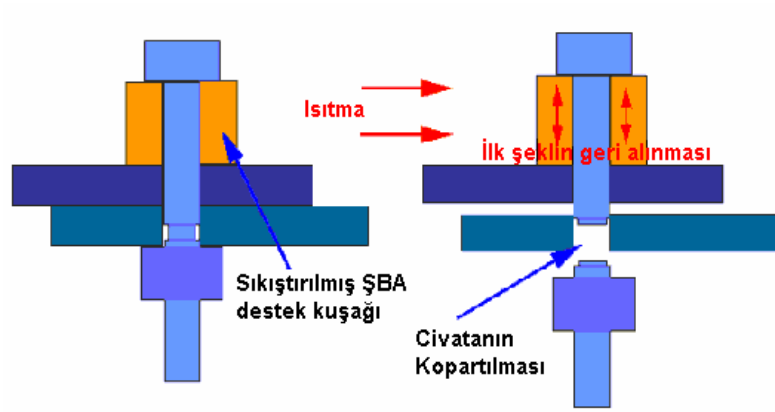 Isıtma
İlk şeklin geri alınması
Sıkıştırılmış ŞBA
destek kuşağı
Civatanın
Kopartılması